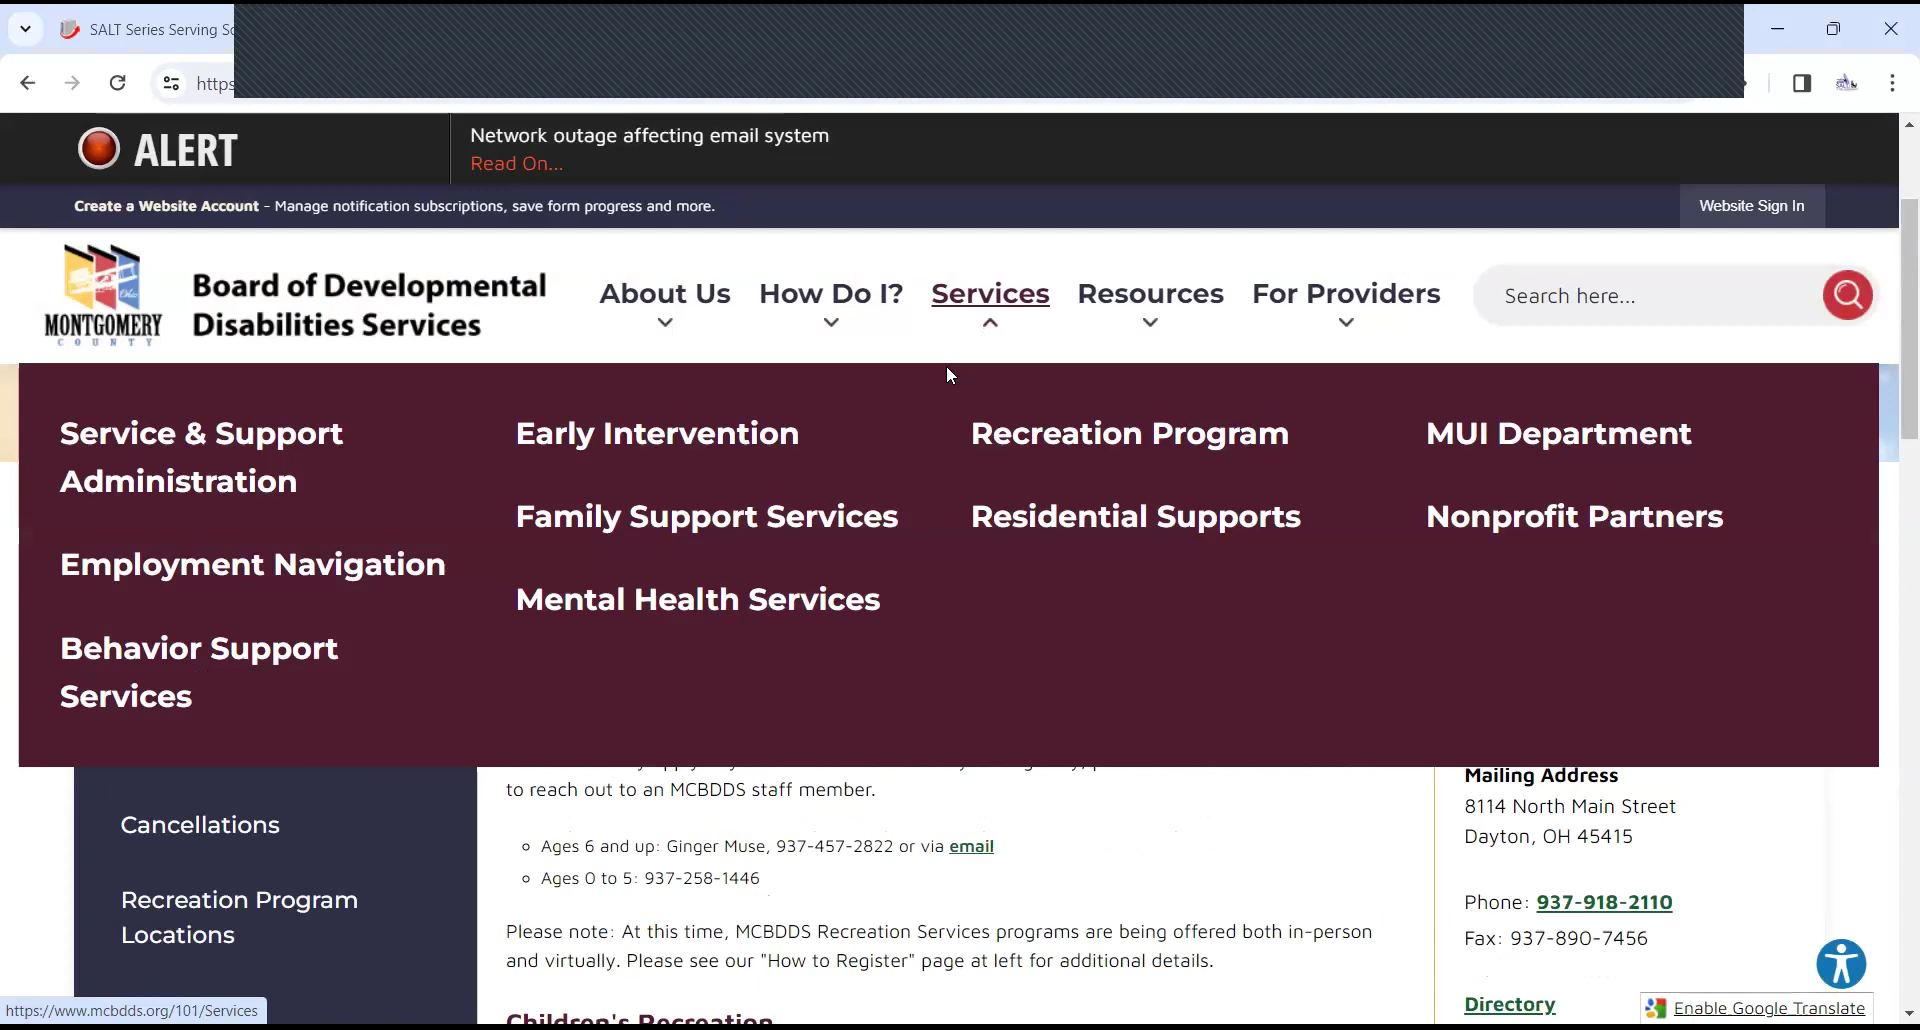 SALT Series Serving
https
ALERT
Network outage affecting email system
Read On...
Create a Website Account - Manage notification subscriptions, save form progress and more.
Website Sign In
MONTGOMERY
COUNTY
Ohio
Board of Developmental
Disabilities Services
About Us
How Do I?
Services
Resources
For Providers
Search here...
Service & Support
Administration
Employment Navigation
Behavior Support
Services
Early Intervention
Family Support Services
Mental Health Services
Recreation Program
Residential Supports
MUI Department
Nonprofit Partners
Cancellations
Recreation Program
Locations
to reach out to an MCBDDS staff member.
Ages 6 and up: Ginger Muse, 937-457-2822 or via email
Ages 0 to 5: 937-258-1446
Please note: At this time, MCBDDS Recreation Services programs are being offered both in-person
and virtually. Please see our "How to Register" page at left for additional details.
Children's Recreation
Mailing Address
8114 North Main Street
Dayton, OH 45415
Phone: 937-918-2110
Fax: 937-890-7456
Directory
Enable Google Translate
https://www.mcbdds.org/101/Services